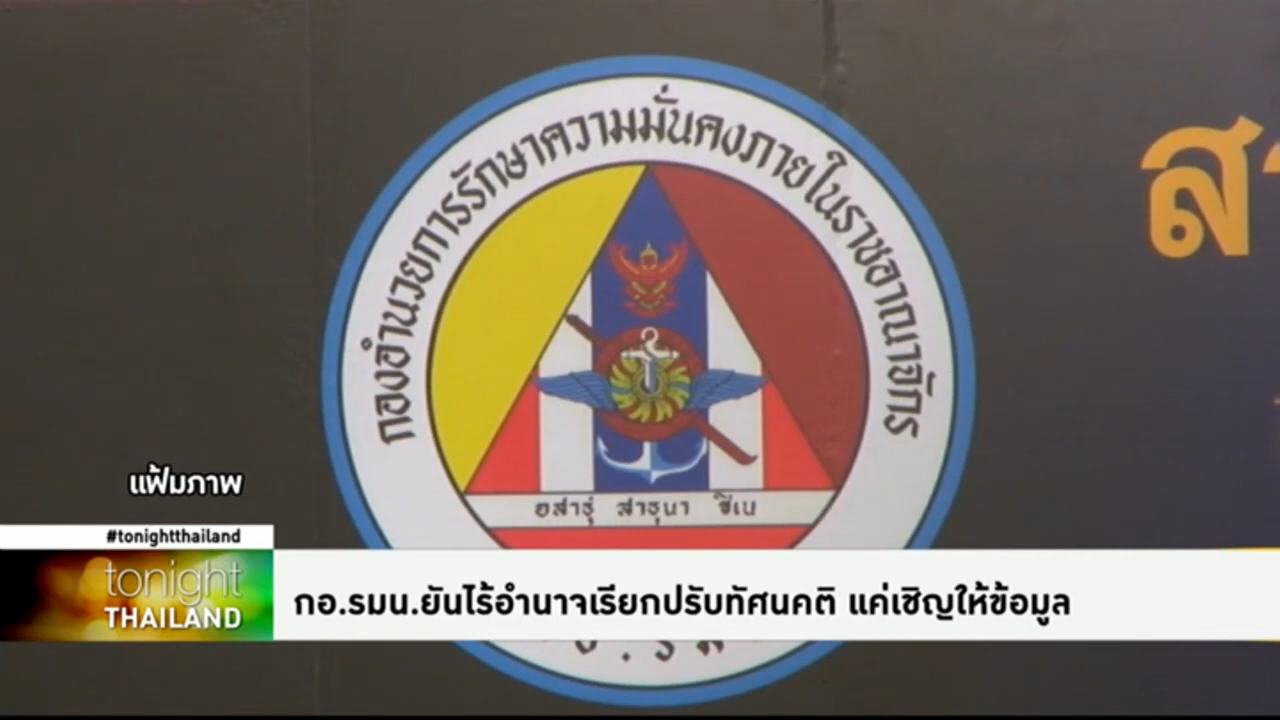 กองอำนวยการรักษาความมั่นคงภายในราชอาณาจักร
อสาธุํ สาธุนา ชิเน
แฟ้มภาพ
#tonightthailand
tonight
THAILAND
กอ.รมน.ยันไร้อำนาจเรียกปรับทัศนคติ แค่เชิญให้ข้อมูล